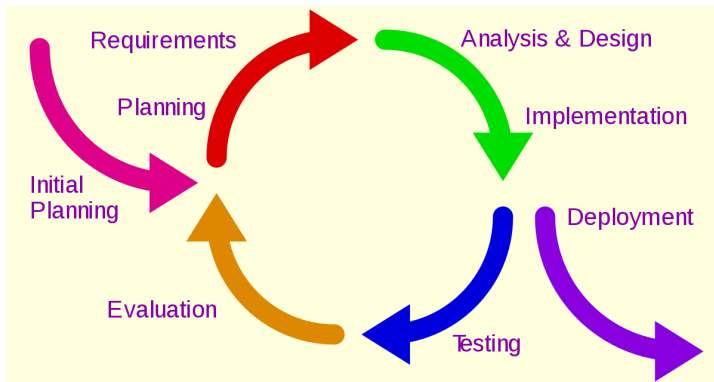 Requirements
Analysis & Design
Planning
Implementation
Initial
Planning
Deployment
Evaluation
Testing